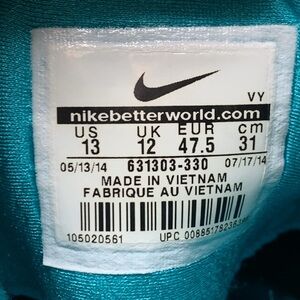 VY
nikebetterworld.com
US UK EUR cm
13 12 47.5 31
05/13/14 631303-330 07/17/14
MADE IN VIETNAM
FABRIQUE AU VIETNAM
105020561 UPC